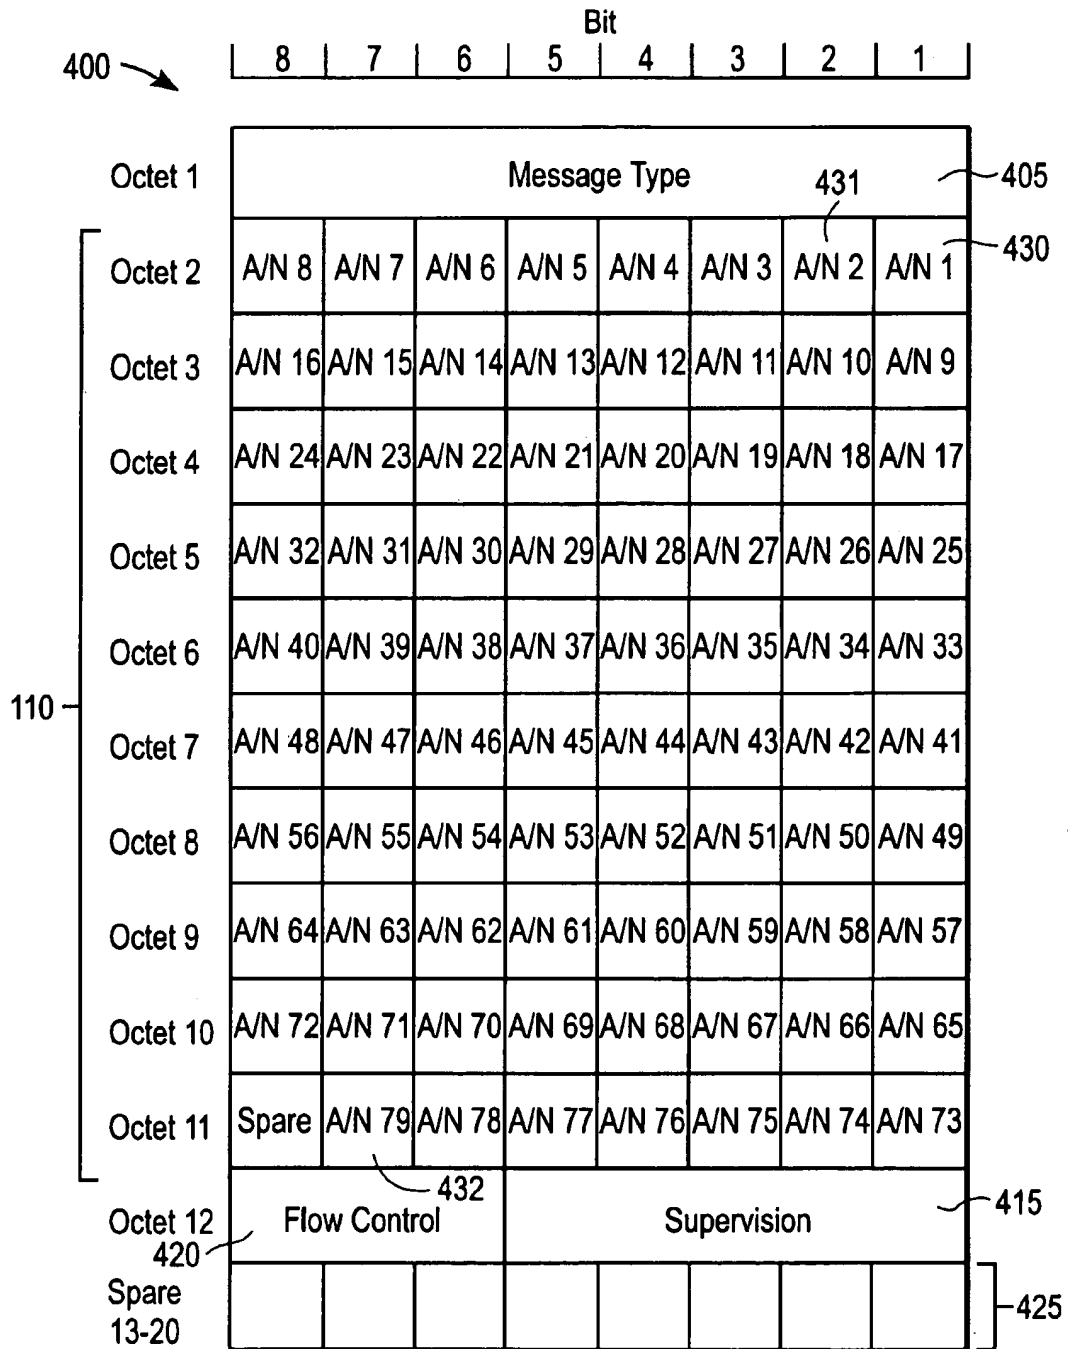 Bit
400
8 7 6 5 4 3 2 1
Octet 1 Message Type 405
431
Octet 2 A/N 8 A/N 7 A/N 6 A/N 5 A/N 4 A/N 3 A/N 2 A/N 1 430
Octet 3 A/N 16 A/N 15 A/N 14 A/N 13 A/N 12 A/N 11 A/N 10 A/N 9
Octet 4 A/N 24 A/N 23 A/N 22 A/N 21 A/N 20 A/N 19 A/N 18 A/N 17
Octet 5 A/N 32 A/N 31 A/N 30 A/N 29 A/N 28 A/N 27 A/N 26 A/N 25
Octet 6 A/N 40 A/N 39 A/N 38 A/N 37 A/N 36 A/N 35 A/N 34 A/N 33
110
Octet 7 A/N 48 A/N 47 A/N 46 A/N 45 A/N 44 A/N 43 A/N 42 A/N 41
Octet 8 A/N 56 A/N 55 A/N 54 A/N 53 A/N 52 A/N 51 A/N 50 A/N 49
Octet 9 A/N 64 A/N 63 A/N 62 A/N 61 A/N 60 A/N 59 A/N 58 A/N 57
Octet 10 A/N 72 A/N 71 A/N 70 A/N 69 A/N 68 A/N 67 A/N 66 A/N 65
Octet 11 Spare A/N 79 A/N 78 A/N 77 A/N 76 A/N 75 A/N 74 A/N 73
432
Octet 12 Flow Control Supervision 415
420
Spare
13-20
425